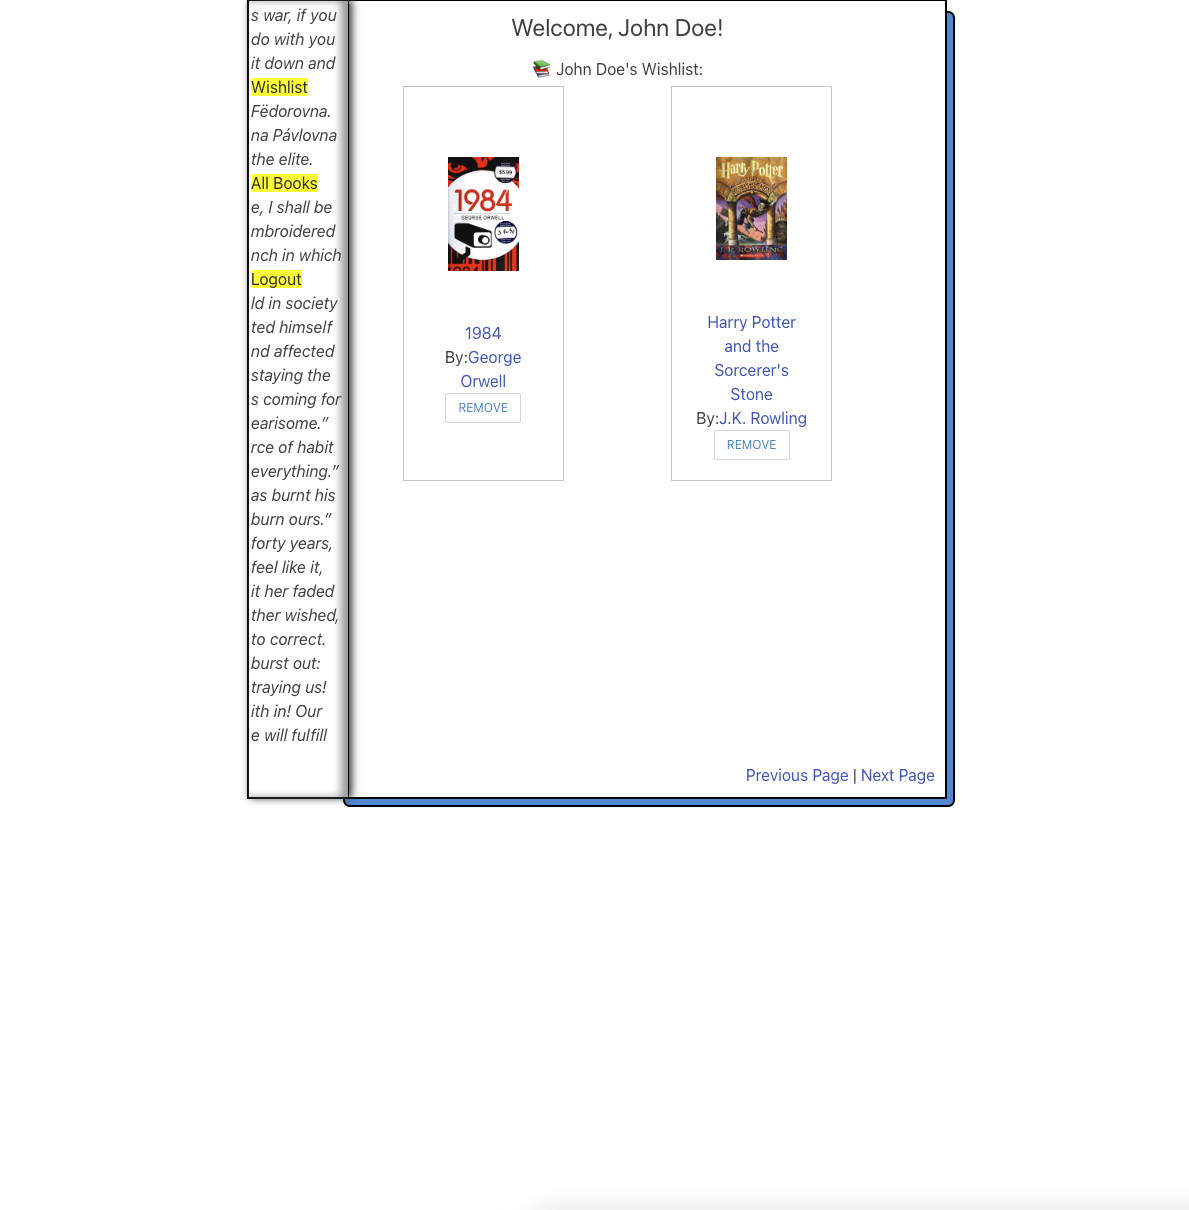 s war, if you
do with you
it down and
Wishlist
Fëdorovna.
na Pávlovna
the elite.
All Books
e, I shall be
mbroidered
nch in which
Logout
ld in society
ted himself
nd affected
staying the
s coming for
earisome.”
rce of habit
everything.”
as burnt his
burn ours.”
forty years,
feel like it,
it her faded
ther wished,
to correct.
burst out:
traying us!
ith in! Our
e will fulfill
Welcome, John Doe!
📚 John Doe's Wishlist:
$5.99
1984
GEORGE ORWELL
1984
By:George
Orwell
REMOVE
Harry Potter
J.K. ROWLING
Harry Potter
and the
Sorcerer's
Stone
By:J.K. Rowling
REMOVE
Previous Page | Next Page